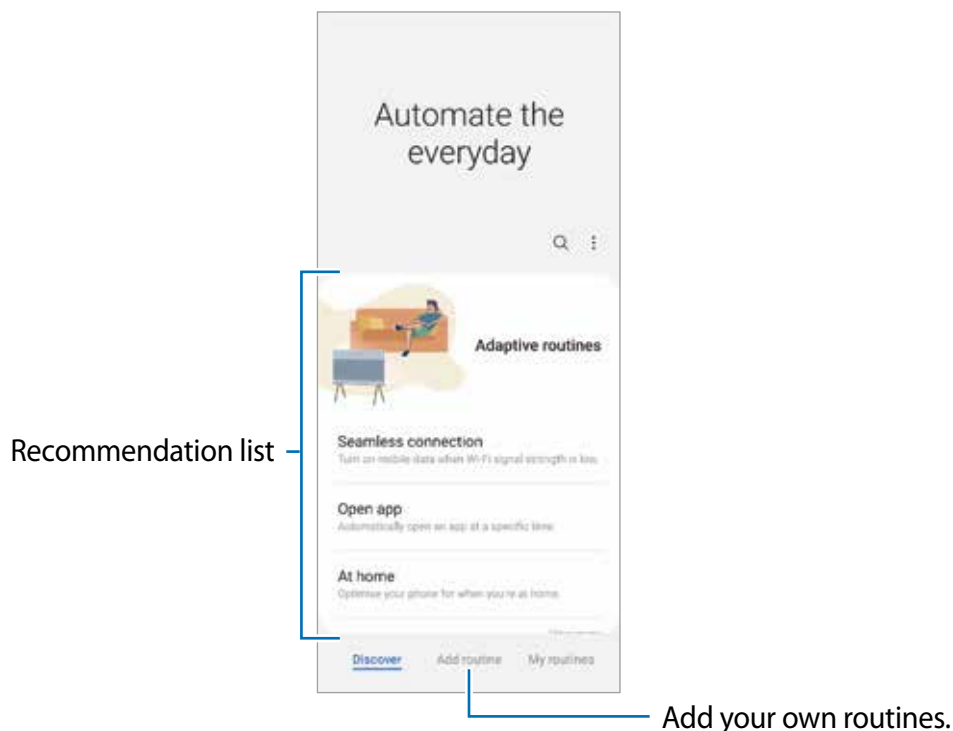 Automate the
everyday
Adaptive routines
Recommendation list
Seamless connection
Turn on mobile data when Wi-Fi signal strength is low.
Open app
Automatically open an app at a specific time.
At home
Optimise your phone for when you're at home.
Discover Add routine My routines
Add your own routines.